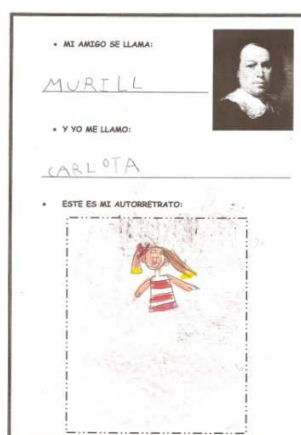 • MI AMIGO SE LLAMA:
MURILL
• Y YO ME LLAMO:
CARLOTA
• ESTE ES MI AUTORRETRATO: